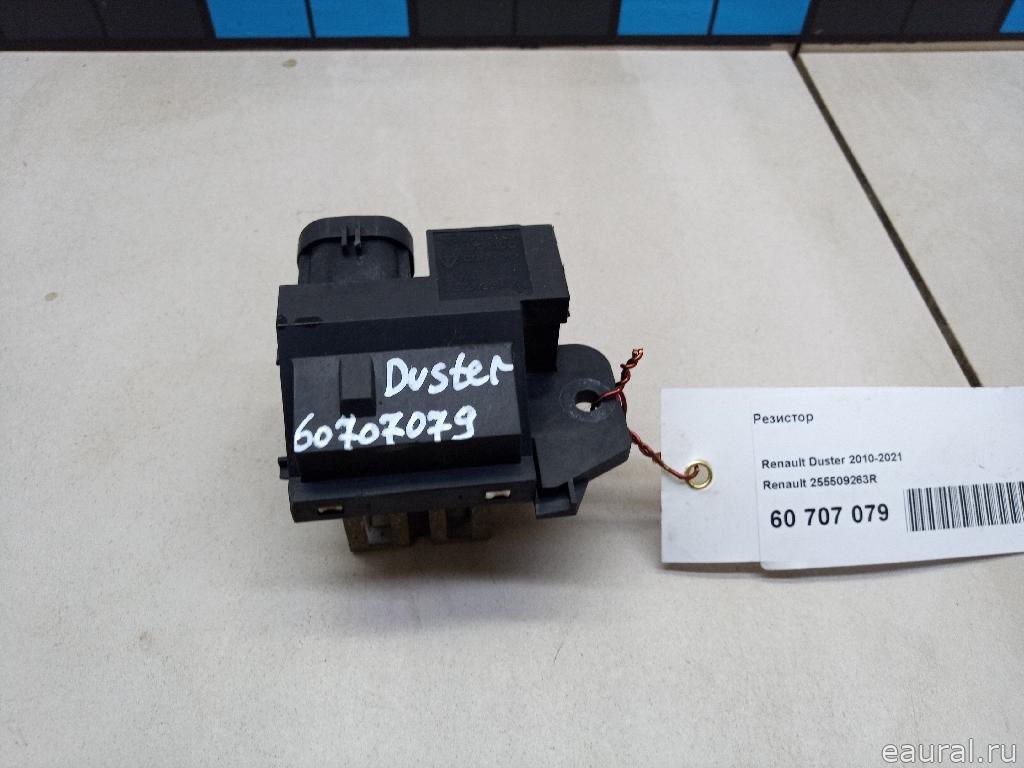 Duster
60707079
Резистор
Renault Duster 2010-2021
Renault 255509263R
60 707 079
eaural.ru